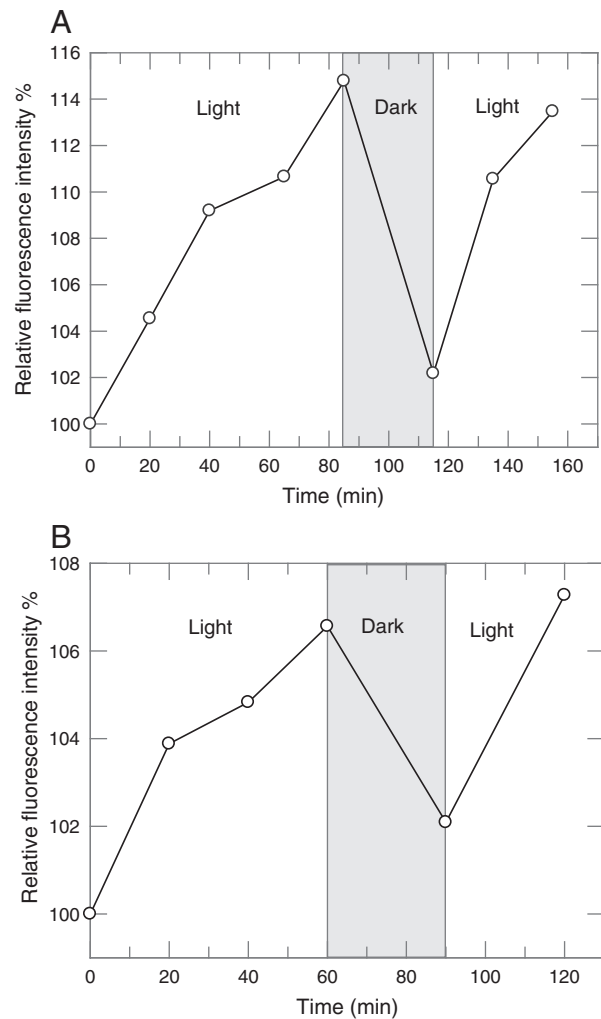 A
116
114
112
110
108
106
104
102
100
Relative fluorescence intensity %
Light
Dark
Light
0 20 40 60 80 100 120 140 160
Time (min)
B
108
106
104
102
100
Relative fluorescence intensity %
Light
Dark
Light
0 20 40 60 80 100 120
Time (min)